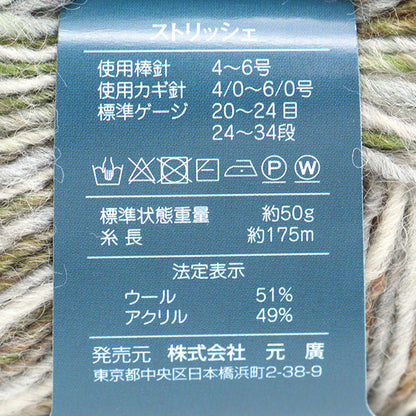 ストリッシェ
使用棒針 4～6号
使用カギ針 4/0～6/0号
標準ゲージ 20～24目
24～34段
P W
標準状態重量 約50g
糸長 約175m
法定表示
ウール 51%
アクリル 49%
発売元 株式会社 元廣
東京都中央区日本橋浜町2-38-9